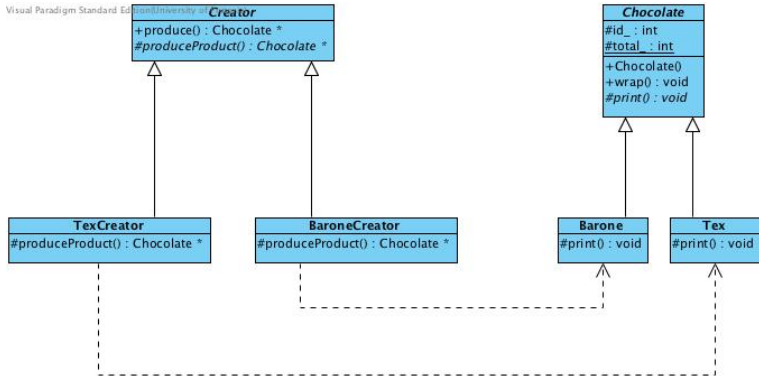 Visual Paradigm Standard Edition(University of
Creator
+produce() : Chocolate *
#produceProduct() : Chocolate *
Chocolate
#id_ : int
#total_ : int
+Chocolate()
+wrap() : void
#print() : void
TexCreator
#produceProduct() : Chocolate *
BaroneCreator
#produceProduct() : Chocolate *
Barone
#print() : void
Tex
#print() : void